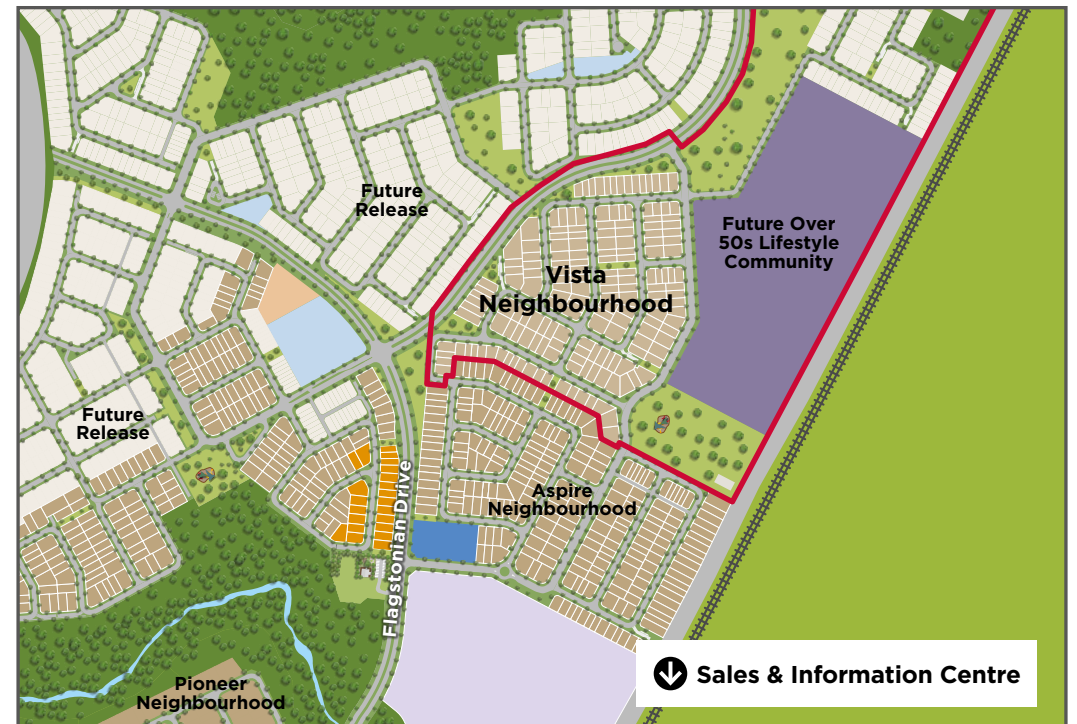 Future
Release
Future Over
50s Lifestyle
Community
Vista
Neighbourhood
Future
Release
Aspire
Neighbourhood
Flagstonian Drive
Pioneer
Neighbourhood
Sales & Information Centre